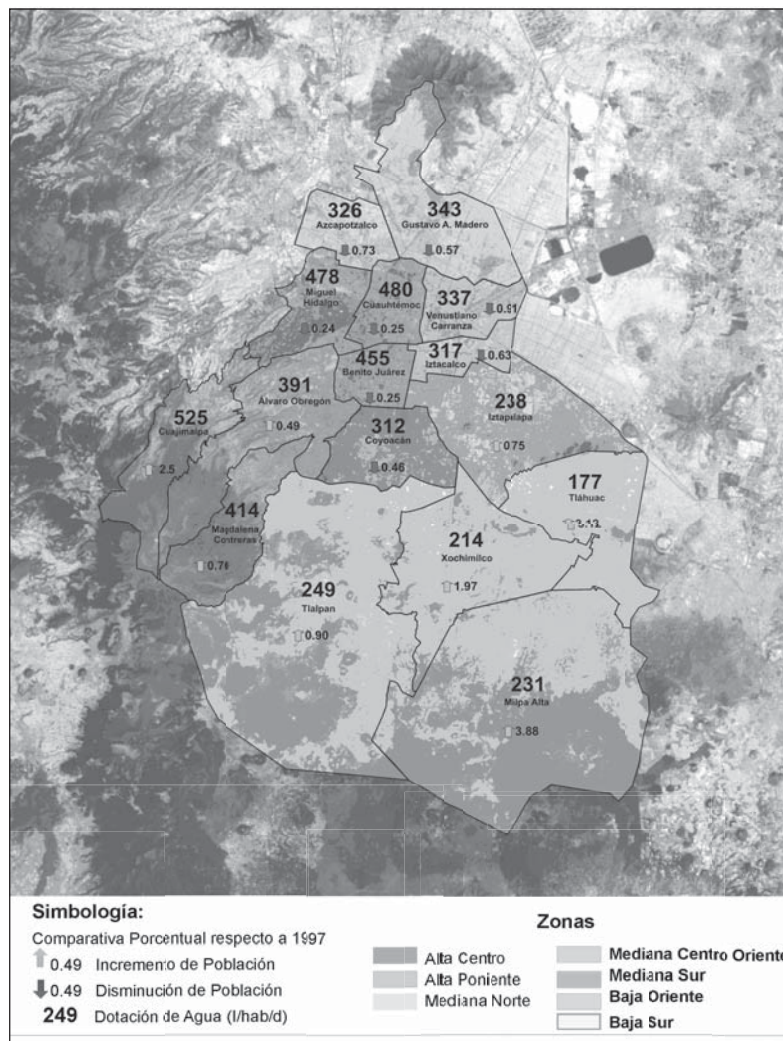 326
Azcapotzalco
0.73
343
Gustavo A. Madero
0.57
478
Miguel
Hidalgo
0.24
480
Cuauhtémoc
0.25
337
Venustiano
Carranza
0.91
455
Benito Juárez
0.25
317
Iztacalco
0.63
391
Álvaro Obregón
0.49
525
Cuajimalpa
2.5
312
Coyoacán
0.46
238
Iztapalapa
0.75
414
Magdalena
Contreras
177
Tláhuac
214
Xochimilco
1.97
249
Tlalpan
0.90
231
Milpa Alta
3.88
Simbología:
Comparativa Porcentual respecto a 1997
0.49 Incremento de Población
0.49 Disminución de Población
249 Dotación de Agua (l/hab/d)
Zonas
Alta Centro
Alta Poniente
Mediana Norte
Mediana Centro Oriente
Mediana Sur
Baja Oriente
Baja Sur